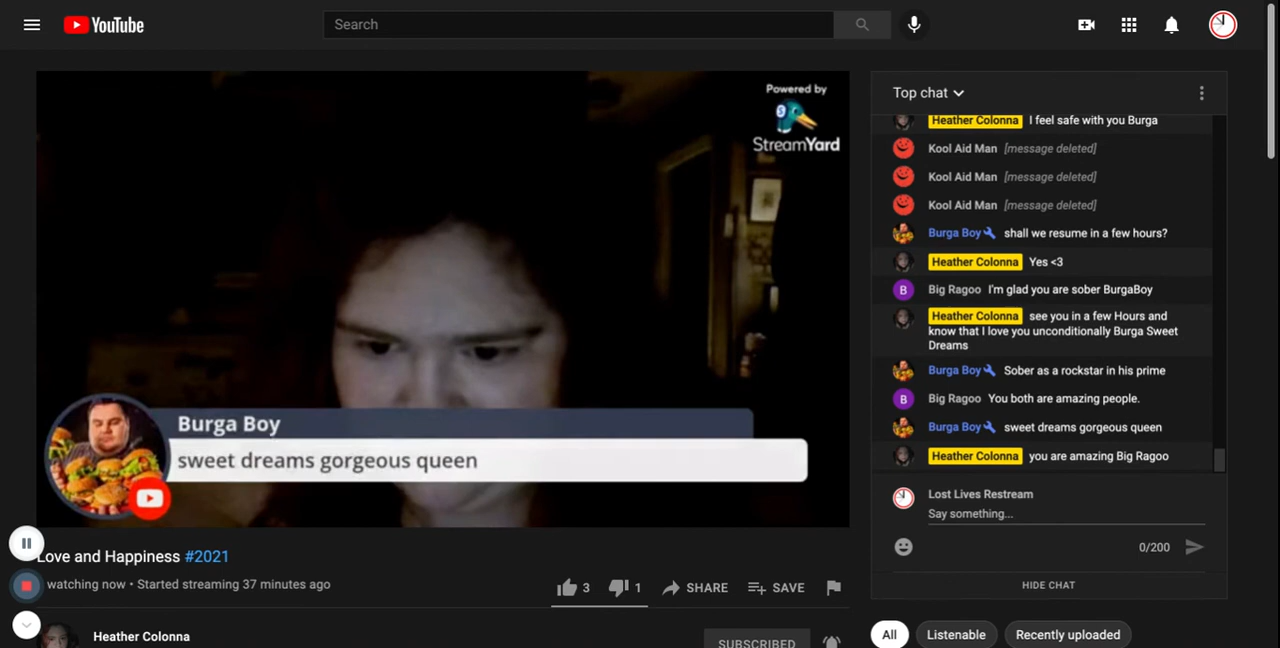 YouTube
Search
Powered by
StreamYard
Burga Boy
sweet dreams gorgeous queen
Love and Happiness #2021
watching now • Started streaming 37 minutes ago
3
1
SHARE
SAVE
Heather Colonna
SUBSCRIBED
Top chat
Heather Colonna I feel safe with you Burga
Kool Aid Man [message deleted]
Kool Aid Man [message deleted]
Kool Aid Man [message deleted]
Burga Boy shall we resume in a few hours?
Heather Colonna Yes <3
B Big Ragoo I'm glad you are sober BurgaBoy
Heather Colonna see you in a few Hours and
know that I love you unconditionally Burga Sweet
Dreams
Burga Boy Sober as a rockstar in his prime
B Big Ragoo You both are amazing people.
Burga Boy sweet dreams gorgeous queen
Heather Colonna you are amazing Big Ragoo
Lost Lives Restream
Say something...
0/200
HIDE CHAT
All
Listenable
Recently uploaded